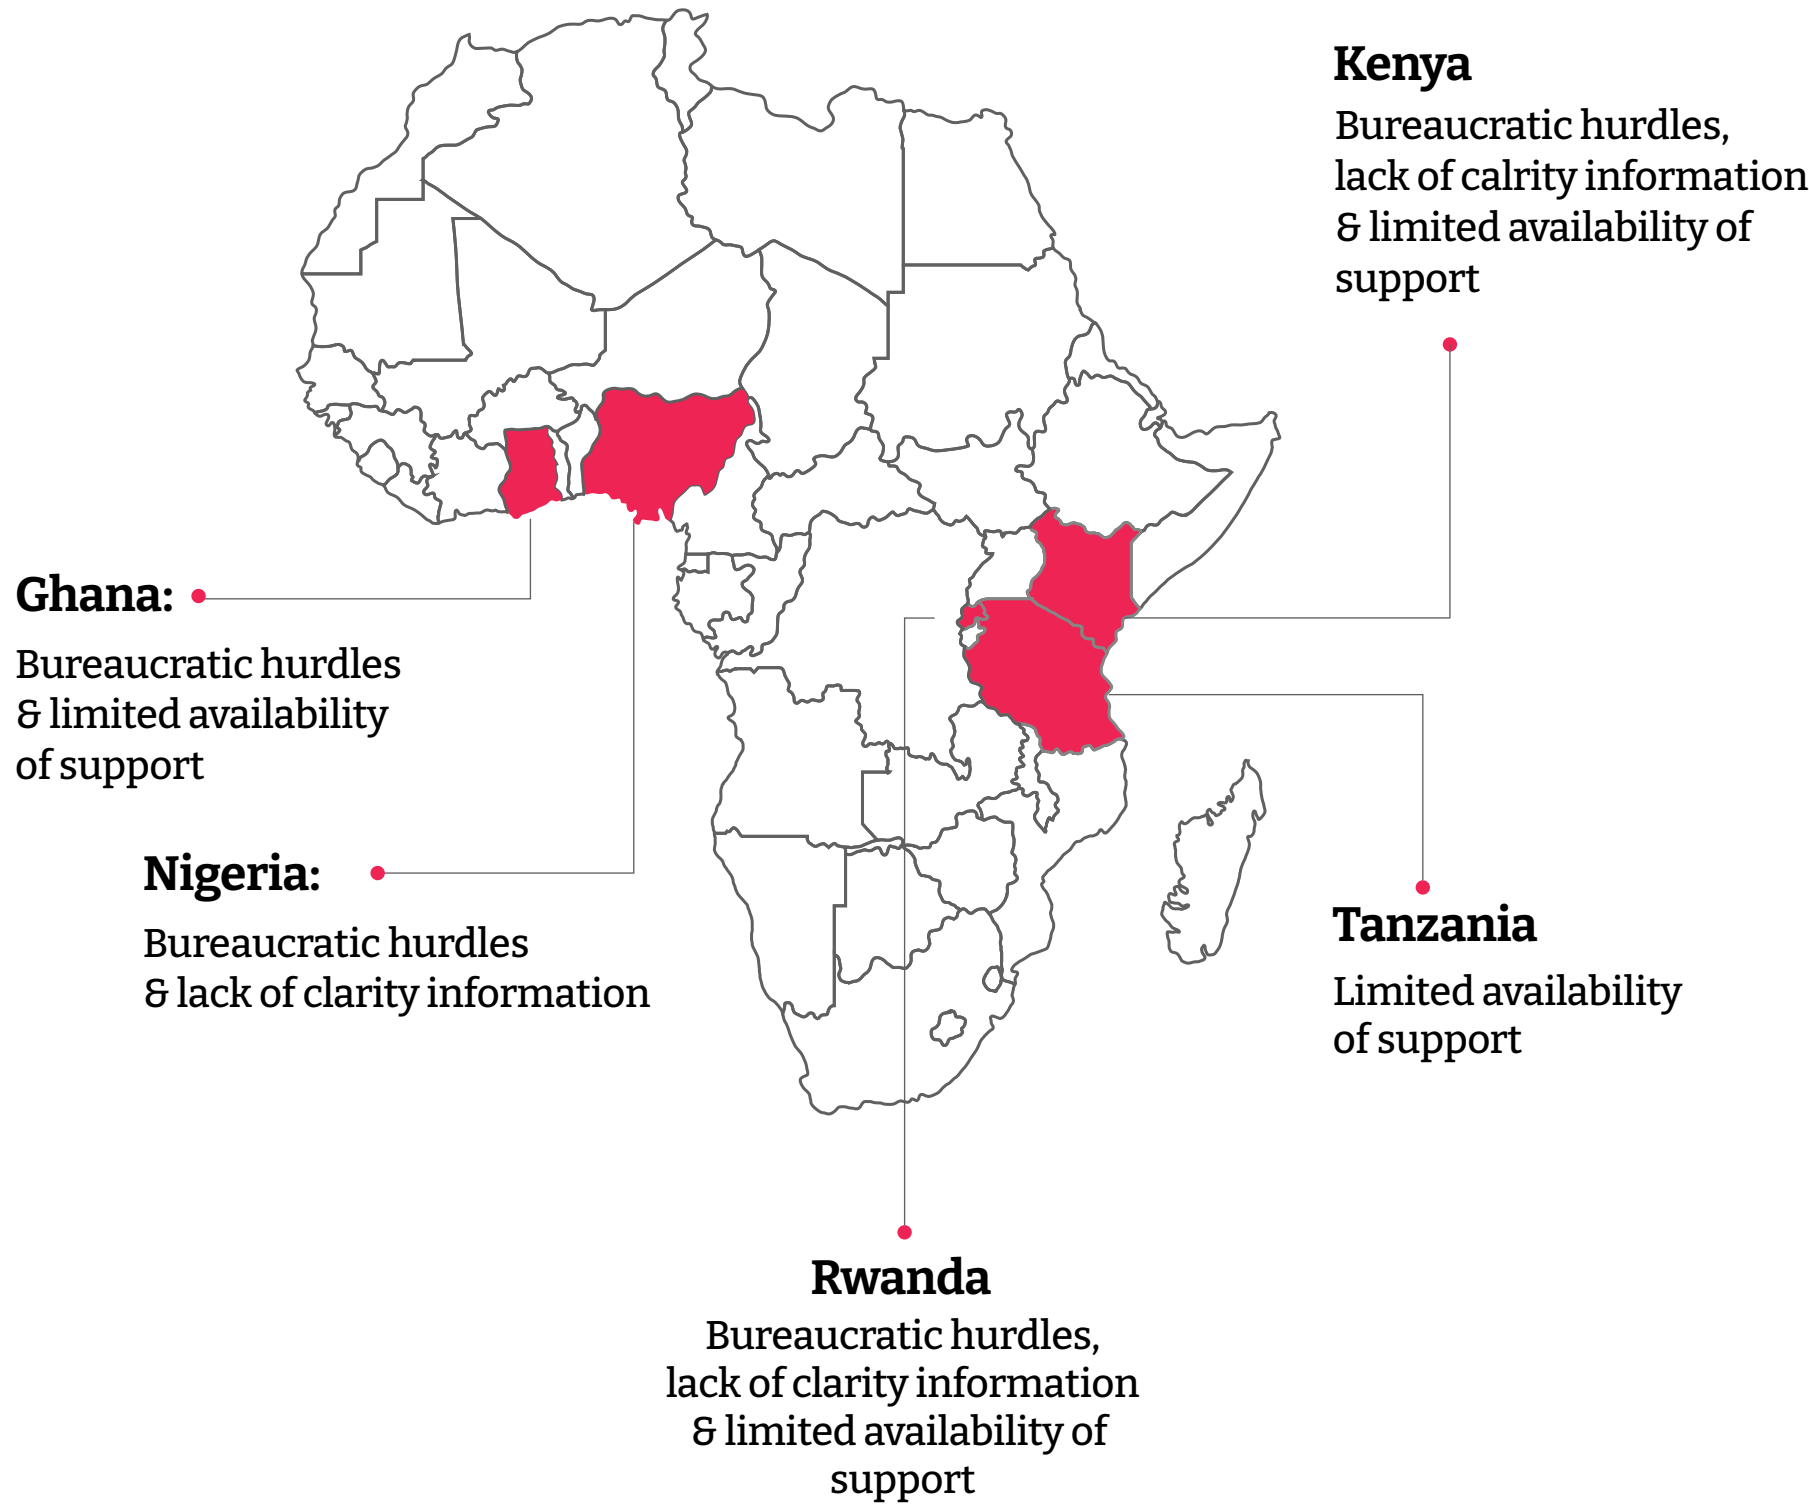 Kenya
Bureaucratic hurdles,
lack of calrity information
& limited availability of
support
Ghana:
Bureaucratic hurdles
& limited availability
of support
Nigeria:
Bureaucratic hurdles
& lack of clarity information
Tanzania
Limited availability
of support
Rwanda
Bureaucratic hurdles,
lack of clarity information
& limited availability of
support